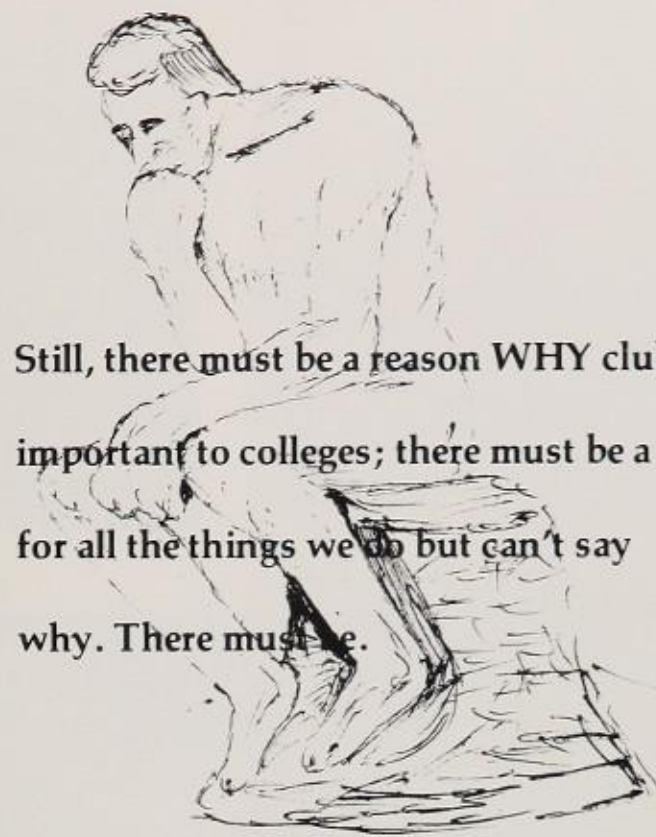 Still, there must be a reason WHY
important to colleges; there must be a
for all the things we do but can't say
why. There must be.